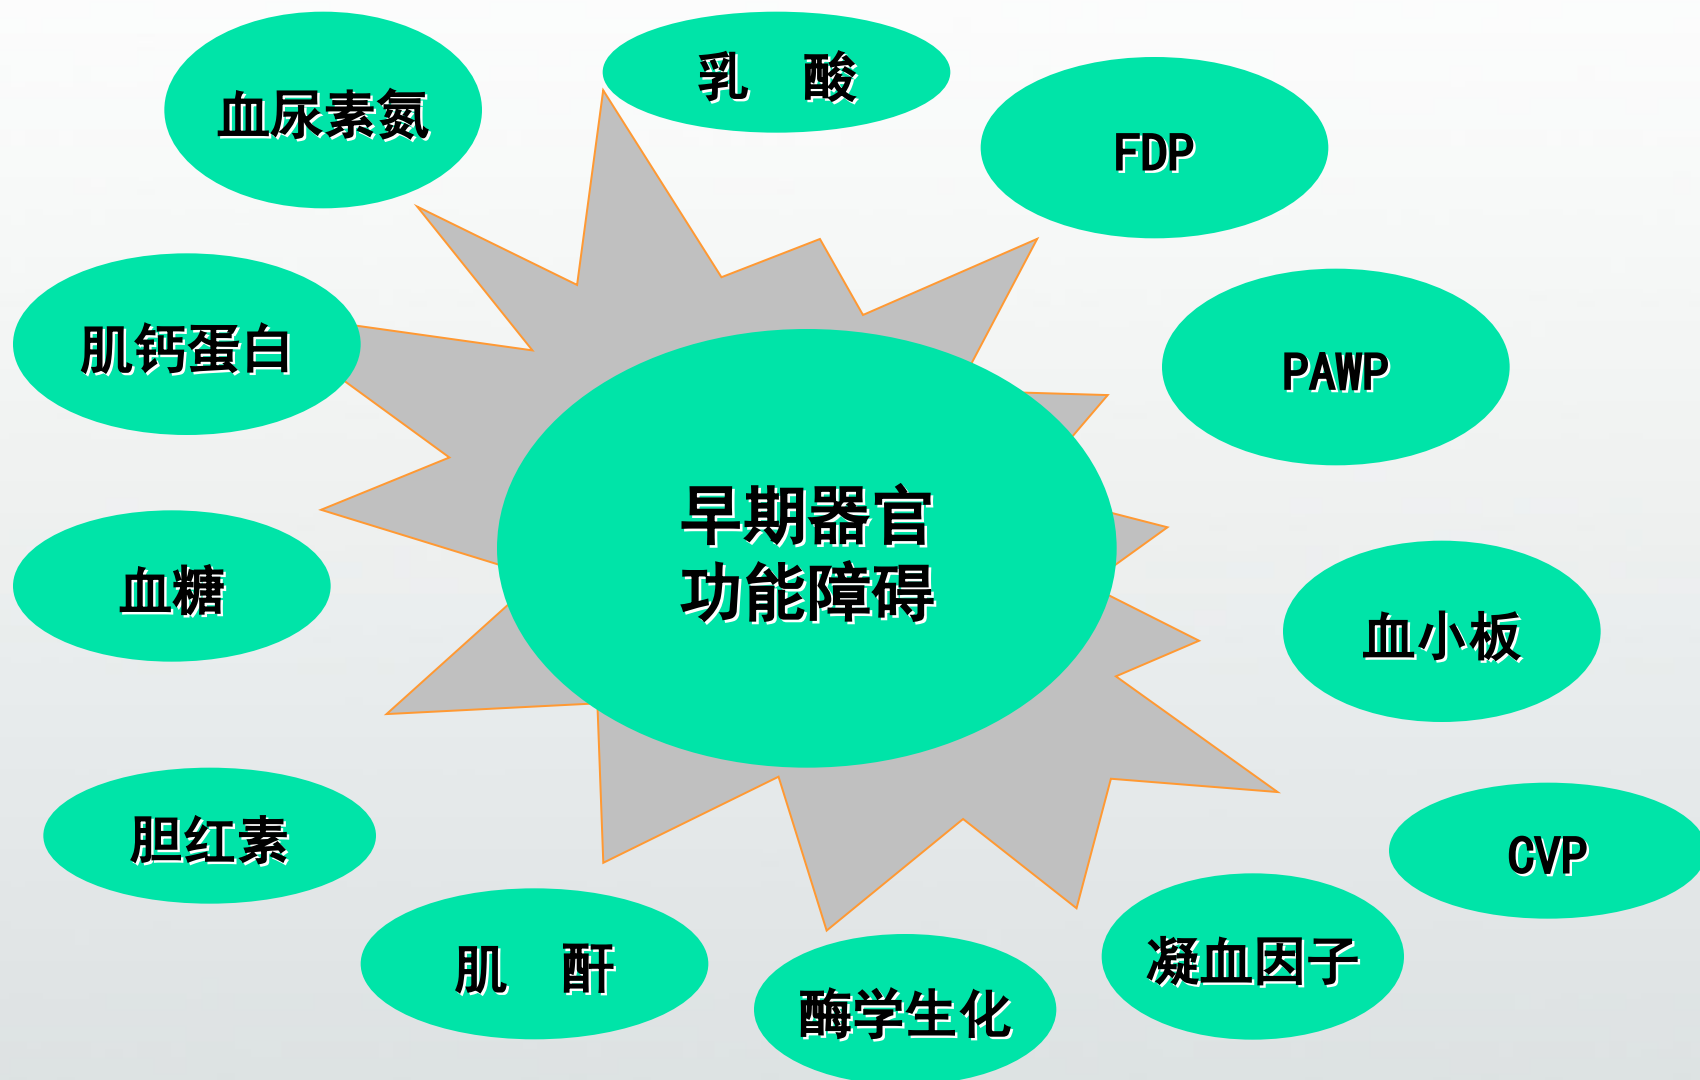 血尿素氮
乳　酸
FDP
肌钙蛋白
PAWP
早期器官
功能障碍
血糖
血小板
胆红素
CVP
肌　酐
酶学生化
凝血因子